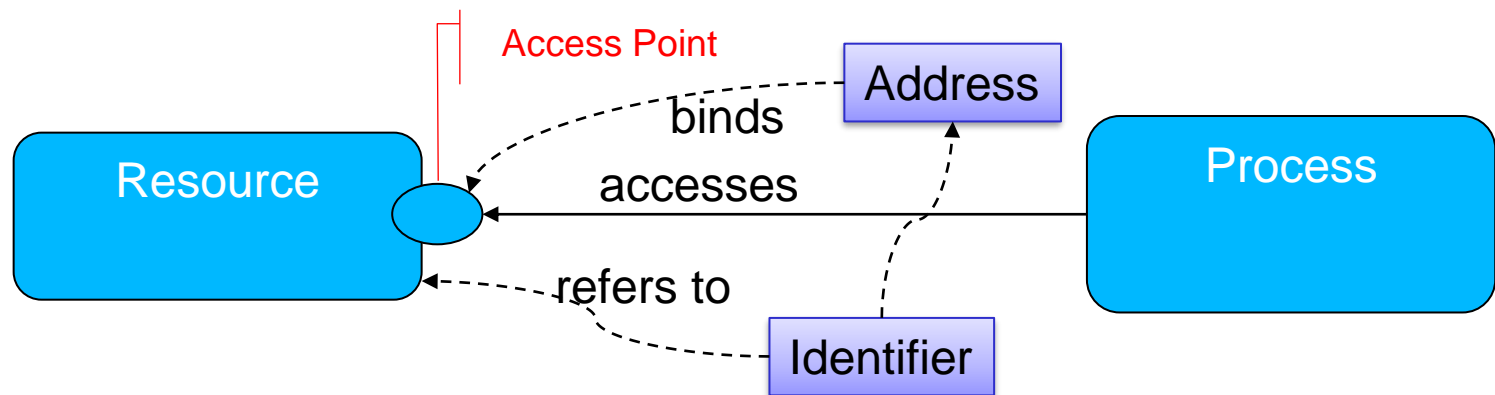 Access Point
Address
binds
Resource
Process
accesses
refers to
Identifier